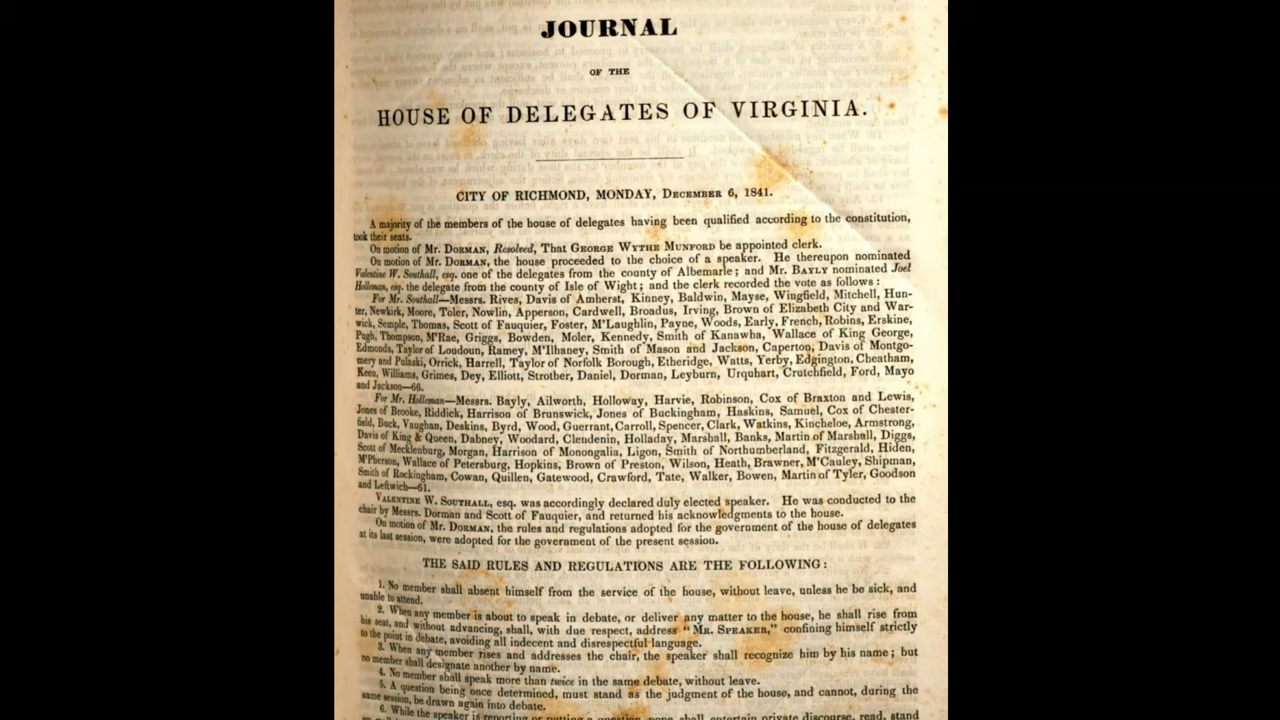 JOURNAL
OF THE
HOUSE OF DELEGATES OF VIRGINIA.
CITY OF RICHMOND, MONDAY, DECEMBER 6, 1841.
A majority of the members of the house of delegates having been qualified according to the constitution,
took their seats.
On motion of Mr. DORMAN, Resolved, That GEORGE WYTHE MUNFORD be appointed clerk.
On motion of Mr. DORMAN, the house proceeded to the choice of a speaker. He thereupon nominated
Valentine W. Southall, esq. one of the delegates from the county of Albemarle; and Mr. BAYLY nominated Joel
Holleman, esq. the delegate from the county of Isle of Wight; and the clerk recorded the vote as follows:
For Mr. Southall—Messrs. Rives, Davis of Amherst, Kinney, Baldwin, Mayse, Wingfield, Mitchell, Hun-
ter, Newkirk, Moore, Toler, Nowlin, Apperson, Cardwell, Broadus, Irving, Brown of Elizabeth City and War-
wick, Semple, Thomas, Scott of Fauquier, Foster, M'Laughlin, Payne, Woods, Early, French, Robins, Erskine,
Pugh, Thompson, M'Rae, Griggs, Bowden, Moler, Kennedy, Smith of Kanawha, Wallace of King George,
Edmonds, Taylor of Loudoun, Ramey, M'Ilhaney, Smith of Mason and Jackson, Caperton, Davis of Montgo-
mery and Pulaski, Orrick, Harrell, Taylor of Norfolk Borough, Etheridge, Watts, Yerby, Edgington, Cheatham,
Keen, Williams, Grimes, Dey, Elliott, Strother, Daniel, Dorman, Leyburn, Urquhart, Crutchfield, Ford, Mayo
and Jackson—66.
For Mr. Holleman—Messrs. Bayly, Ailworth, Holloway, Harvie, Robinson, Cox of Braxton and Lewis,
Jones of Brooke, Riddick, Harrison of Brunswick, Jones of Buckingham, Haskins, Samuel, Cox of Chester-
field, Buck, Vaughan, Deskins, Byrd, Wood, Guerrant, Carroll, Spencer, Clark, Watkins, Kincheloe, Armstrong,
Davis of King & Queen, Dabney, Woodard, Clendenin, Holladay, Marshall, Banks, Martin of Marshall, Diggs,
Scott of Mecklenburg, Morgan, Harrison of Monongalia, Ligon, Smith of Northumberland, Fitzgerald, Hiden,
M'Pherson, Wallace of Petersburg, Hopkins, Brown of Preston, Wilson, Heath, Brawner, M'Cauley, Shipman,
Smith of Rockingham, Cowan, Quillen, Gatewood, Crawford, Tate, Walker, Bowen, Martin of Tyler, Goodson
and Leftwich—61.
VALENTINE W. SOUTHALL, esq. was accordingly declared duly elected speaker. He was conducted to the
chair by Messrs. Dorman and Scott of Fauquier, and returned his acknowledgments to the house.
On motion of Mr. DORMAN, the rules and regulations adopted for the government of the house of delegates
at its last session, were adopted for the government of the present session.
THE SAID RULES AND REGULATIONS ARE THE FOLLOWING:
1. No member shall absent himself from the service of the house, without leave, unless he be sick, and
unable to attend.
2. When any member is about to speak in debate, or deliver any matter to the house, he shall rise from
his seat, and without advancing, shall, with due respect, address "MR. SPEAKER," confining himself strictly
to the point in debate, avoiding all indecent and disrespectful language.
3. When any member rises and addresses the chair, the speaker shall recognize him by his name; but
no member shall designate another by name.
4. No member shall speak more than twice in the same debate, without leave.
5. A question being once determined, must stand as the judgment of the house, and cannot, during the
same session, be drawn again into debate.
6. While the speaker is reporting or putting a question, none shall entertain private discourse, read, stand